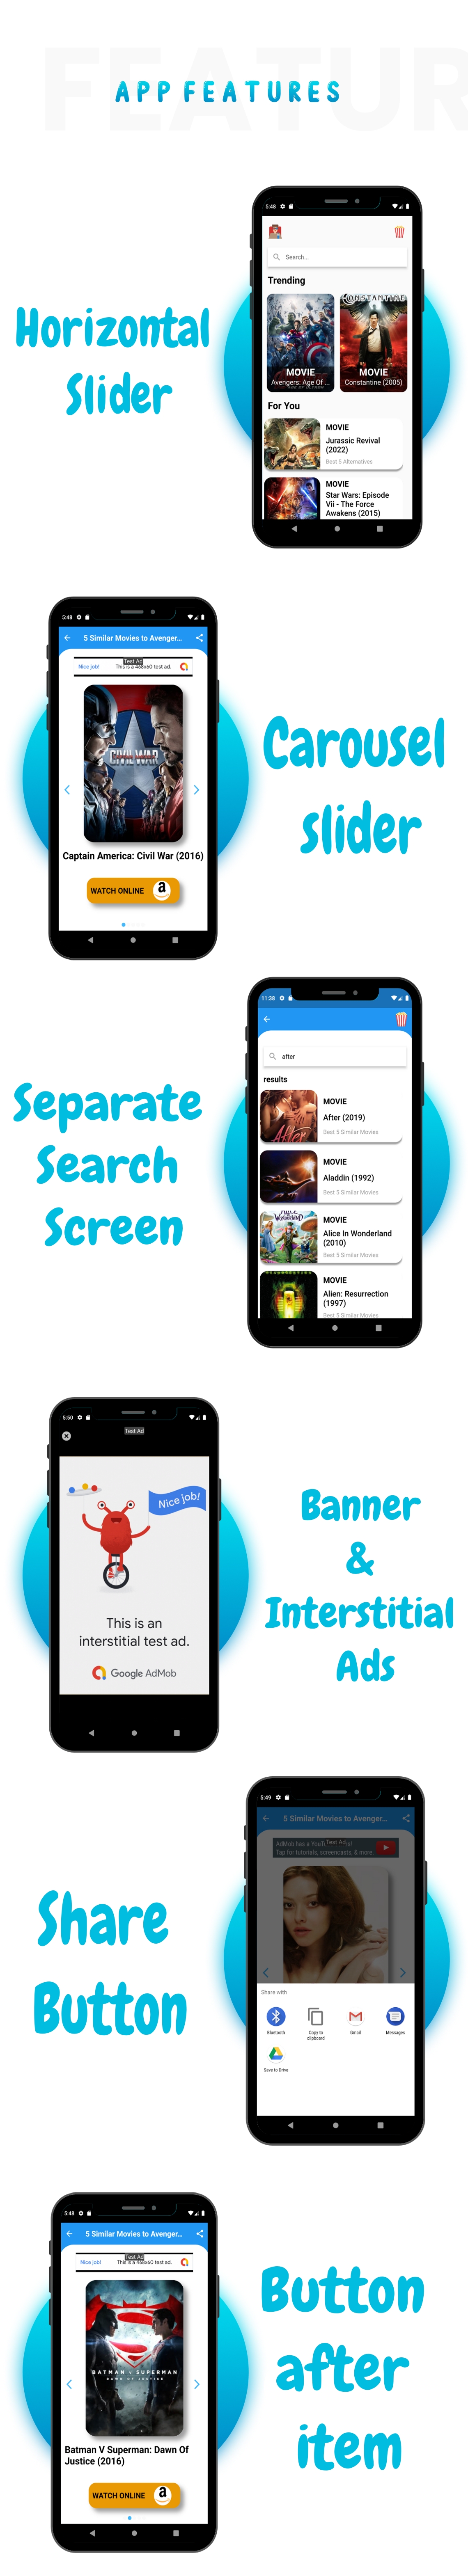 FEATUR
APP FEATURES
Horizontal
Slider
5:48
Search...
Trending
CONSTANTINE
MOVIE
Avengers: Age Of ...
MOVIE
Constantine (2005)
For You
MOVIE
Jurassic Revival
(2022)
Best 5 Alternatives
MOVIE
Star Wars: Episode
Vii - The Force
Awakens (2015)
5:48
5 Similar Movies to Avenger...
Test Ad
Nice job!
This is a 468x60 test ad.
CIVIL WAR
Captain America: Civil War (2016)
WATCH ONLINE
a
Carousel
slider
Separate
Search
Screen
11:38
after
results
After
MOVIE
After (2019)
Best 5 Similar Movies
MOVIE
Aladdin (1992)
Best 5 Similar Movies
MOVIE
Alice In Wonderland
(2010)
Best 5 Similar Movies
MOVIE
Alien: Resurrection
(1997)
Best 5 Similar Movies
5:50
Test Ad
Nice job!
This is an
interstitial test ad.
Google AdMob
Banner
&
Interstitial
Ads
Share
Button
5:49
5 Similar Movies to Avenger...
Test Ad
AdMob has a YouT
Tap for tutorials, screencasts, & more
Share with
Bluetooth
Copy to
clipboard
Gmail
Messages
Save to Drive
5:48
5 Similar Movies to Avenger...
Test Ad
Nice job!
This is a 468x60 test ad.
BATMAN V SUPERMAN
DAWN OF JUSTICE
Batman V Superman: Dawn Of
Justice (2016)
WATCH ONLINE
a
Button
after
item